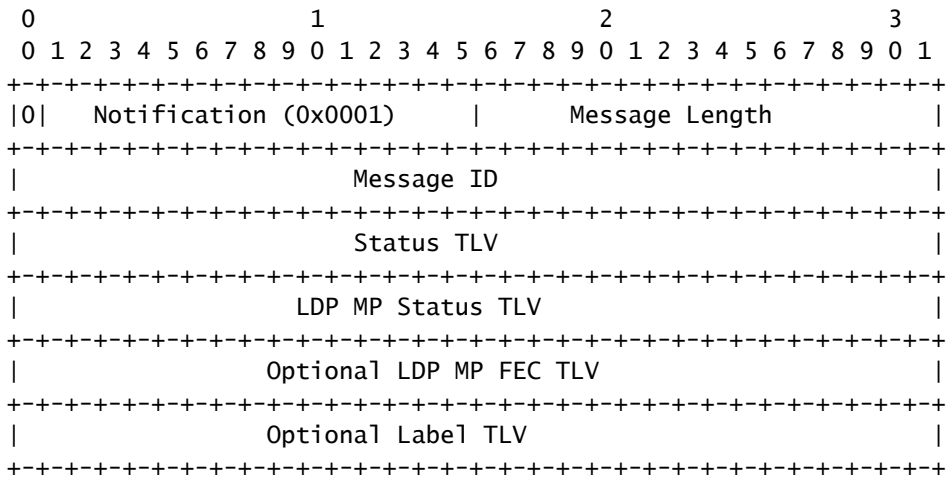 0                   1                   2                   3
 0 1 2 3 4 5 6 7 8 9 0 1 2 3 4 5 6 7 8 9 0 1 2 3 4 5 6 7 8 9 0 1
+-+-+-+-+-+-+-+-+-+-+-+-+-+-+-+-+-+-+-+-+-+-+-+-+-+-+-+-+-+-+-+-+
|0|   Notification (0x0001)     |      Message Length           |
+-+-+-+-+-+-+-+-+-+-+-+-+-+-+-+-+-+-+-+-+-+-+-+-+-+-+-+-+-+-+-+-+
|                       Message ID                              |
+-+-+-+-+-+-+-+-+-+-+-+-+-+-+-+-+-+-+-+-+-+-+-+-+-+-+-+-+-+-+-+-+
|                       Status TLV                              |
+-+-+-+-+-+-+-+-+-+-+-+-+-+-+-+-+-+-+-+-+-+-+-+-+-+-+-+-+-+-+-+-+
|                   LDP MP Status TLV                           |
+-+-+-+-+-+-+-+-+-+-+-+-+-+-+-+-+-+-+-+-+-+-+-+-+-+-+-+-+-+-+-+-+
|                 Optional LDP MP FEC TLV                       |
+-+-+-+-+-+-+-+-+-+-+-+-+-+-+-+-+-+-+-+-+-+-+-+-+-+-+-+-+-+-+-+-+
|                 Optional Label TLV                            |
+-+-+-+-+-+-+-+-+-+-+-+-+-+-+-+-+-+-+-+-+-+-+-+-+-+-+-+-+-+-+-+-+